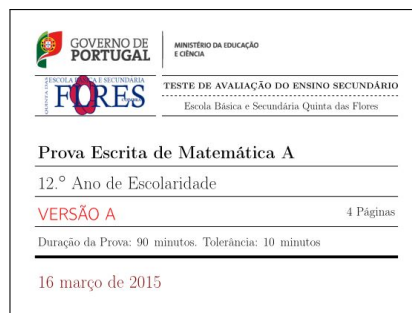 GOVERNO DE
PORTUGAL
MINISTÉRIO DA EDUCAÇÃO
E CIÊNCIA
ESCOLA BÁSICA E SECUNDÁRIA
FLORES
TESTE DE AVALIAÇÃO DO ENSINO SECUNDÁRIO
Escola Básica e Secundária Quinta das Flores
Prova Escrita de Matemática A
12.° Ano de Escolaridade
VERSÃO A
4 Páginas
Duração da Prova: 90 minutos. Tolerância: 10 minutos
16 março de 2015